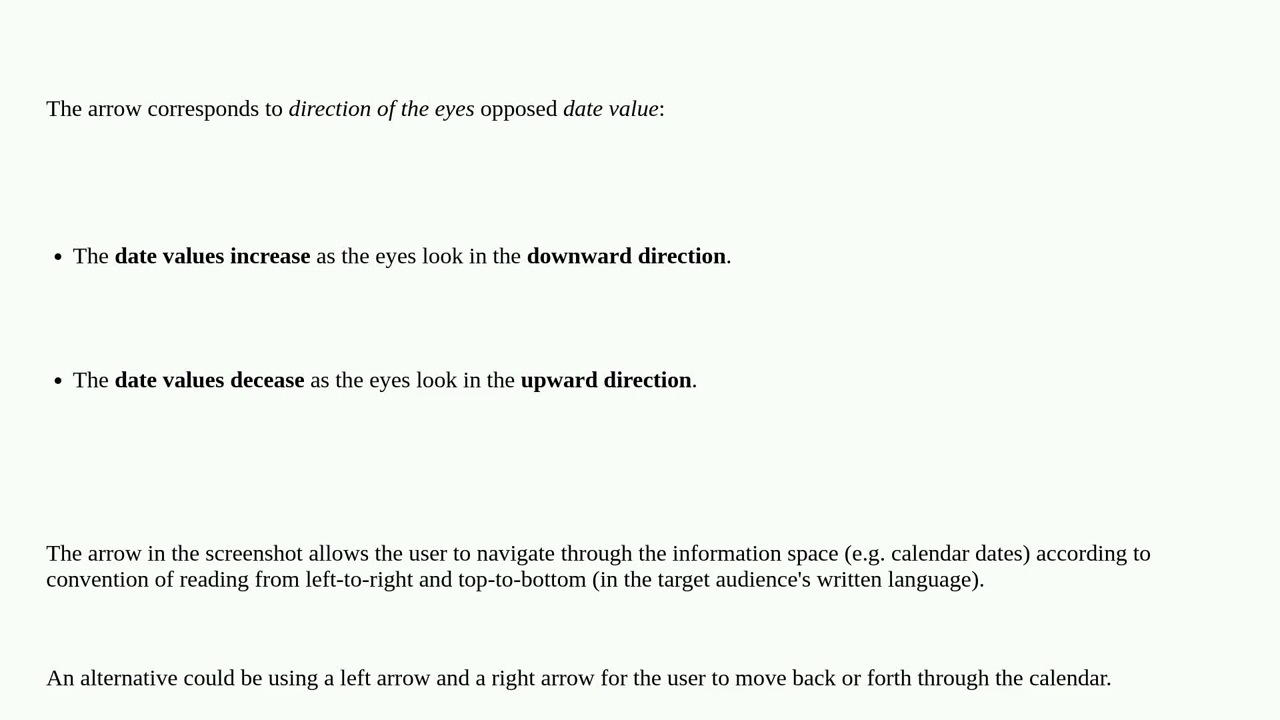 The arrow corresponds to direction of the eyes opposed date value:
• The date values increase as the eyes look in the downward direction.
• The date values decease as the eyes look in the upward direction.
The arrow in the screenshot allows the user to navigate through the information space (e.g. calendar dates) according to
convention of reading from left-to-right and top-to-bottom (in the target audience's written language).
An alternative could be using a left arrow and a right arrow for the user to move back or forth through the calendar.